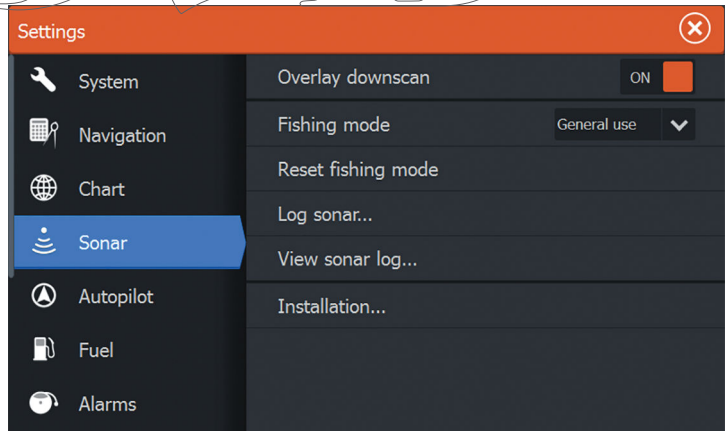 Settings
System
Navigation
Chart
Sonar
Autopilot
Fuel
Alarms
Overlay downscan ON
Fishing mode General use
Reset fishing mode
Log sonar...
View sonar log...
Installation...